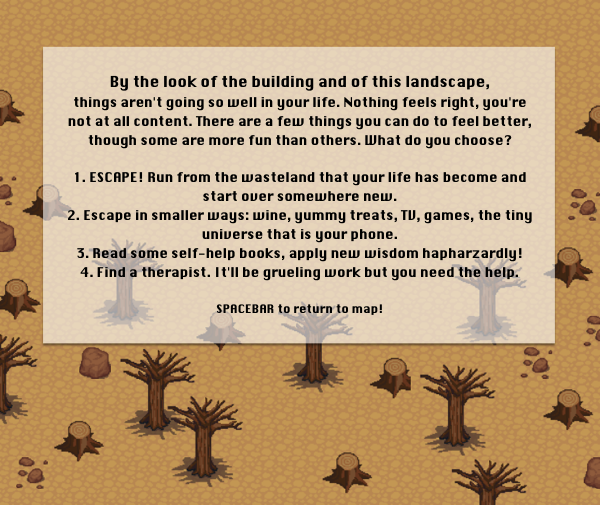 By the look of the building and of this landscape,
things aren't going so well in your life. Nothing feels right, you're
not at all content. There are a few things you can do to feel better,
though some are more fun than others. What do you choose?
1. ESCAPE! Run from the wasteland that your life has become and
start over somewhere new.
2. Escape in smaller ways: wine, yummy treats, TV, games, the tiny
universe that is your phone.
3. Read some self-help books, apply new wisdom hapharzardly!
4. Find a therapist. It'll be grueling work but you need the help.
SPACEBAR to return to map!